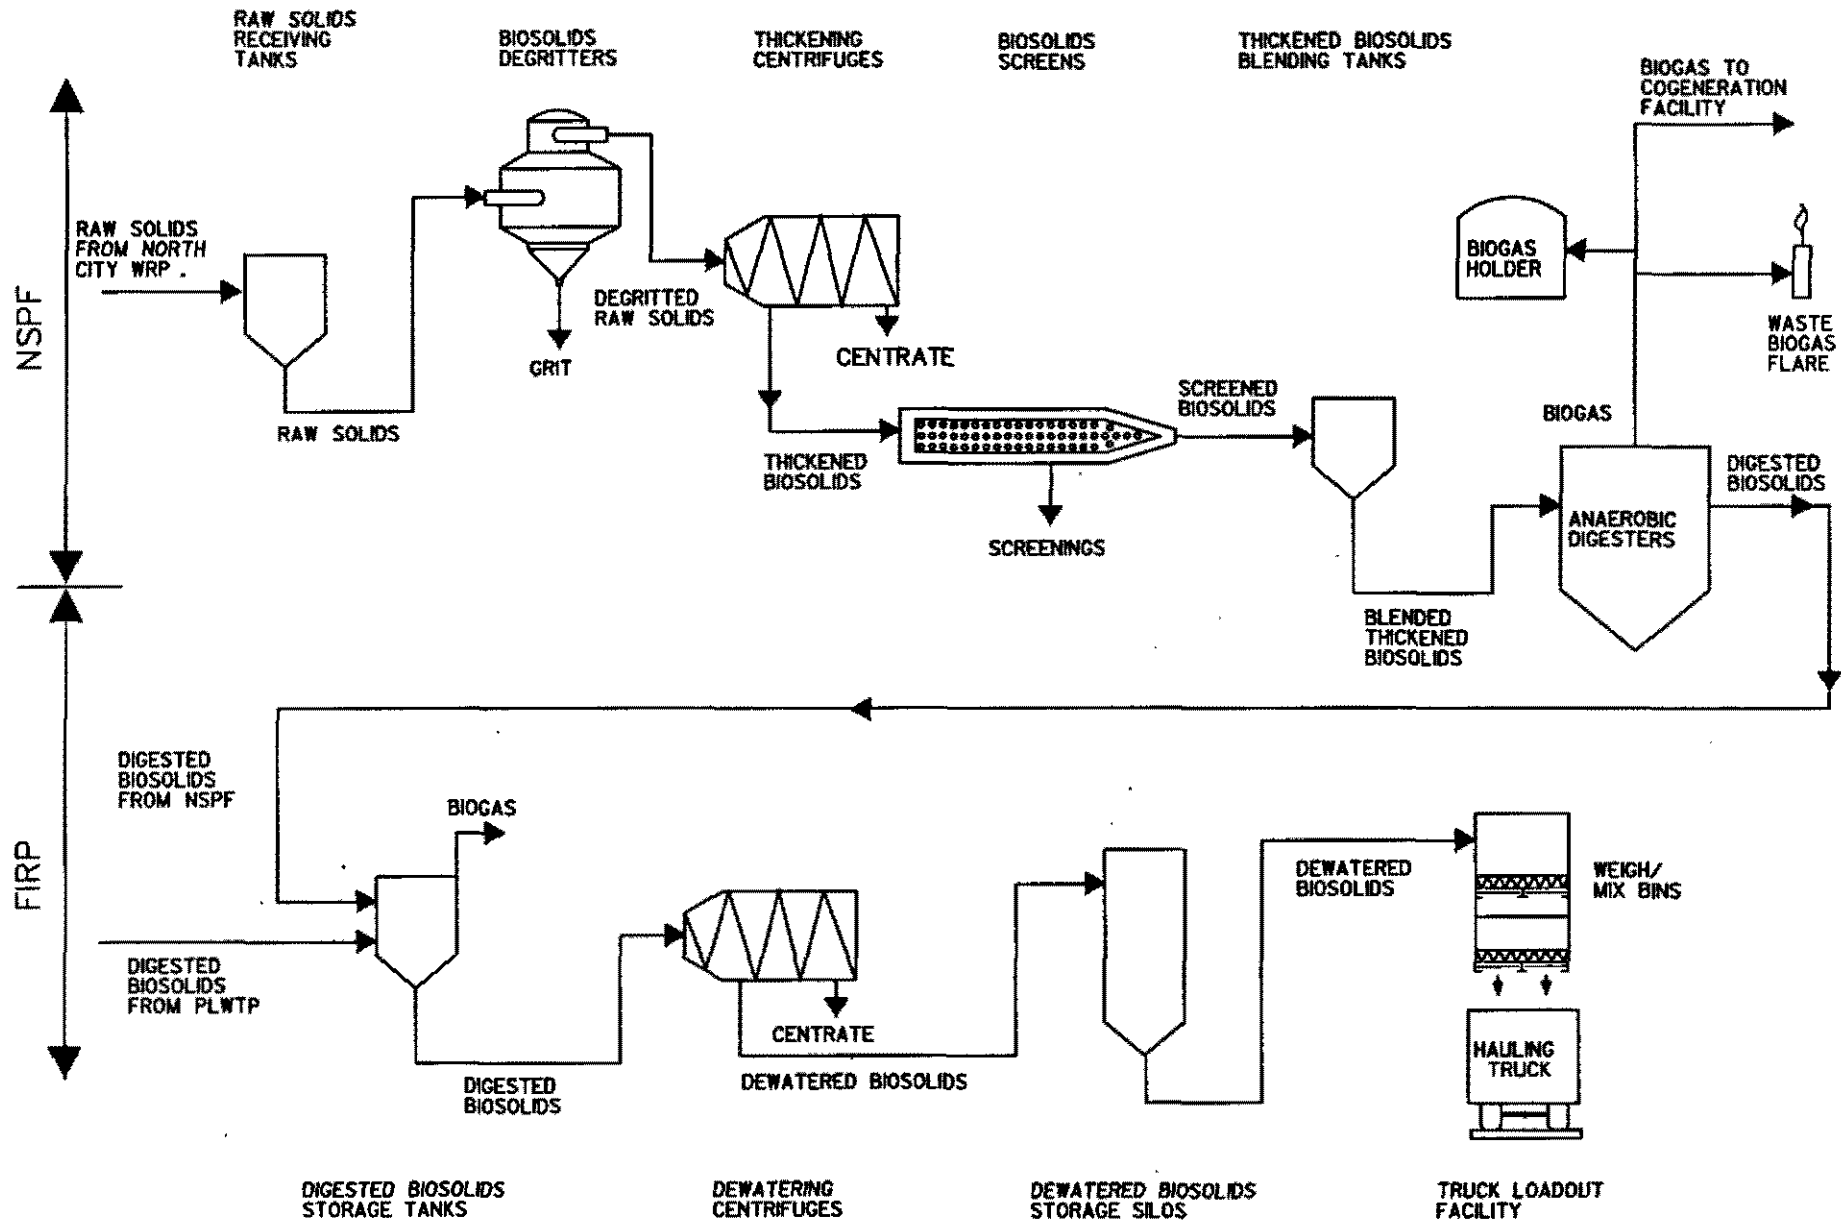 RAW SOLIDS
RECEIVING
TANKS
BIOSOLIDS
DEGRITTERS
THICKENING
CENTRIFUGES
BIOSOLIDS
SCREENS
THICKENED BIOSOLIDS
BLENDING TANKS
BIOGAS TO
COGENERATION
FACILITY
NSPF
RAW SOLIDS
FROM NORTH
CITY WRP .
RAW SOLIDS
GRIT
DEGRITTED
RAW SOLIDS
CENTRATE
THICKENED
BIOSOLIDS
SCREENINGS
SCREENED
BIOSOLIDS
BLENDED
THICKENED
BIOSOLIDS
BIOGAS
HOLDER
WASTE
BIOGAS
FLARE
BIOGAS
ANAEROBIC
DIGESTERS
DIGESTED
BIOSOLIDS
FIRP
DIGESTED
BIOSOLIDS
FROM NSPF
BIOGAS
DIGESTED
BIOSOLIDS
FROM PLWTP
DIGESTED
BIOSOLIDS
CENTRATE
DEWATERED BIOSOLIDS
DEWATERED
BIOSOLIDS
WEIGH/
MIX BINS
HAULING
TRUCK
DIGESTED BIOSOLIDS
STORAGE TANKS
DEWATERING
CENTRIFUGES
DEWATERED BIOSOLIDS
STORAGE SILOS
TRUCK LOADOUT
FACILITY